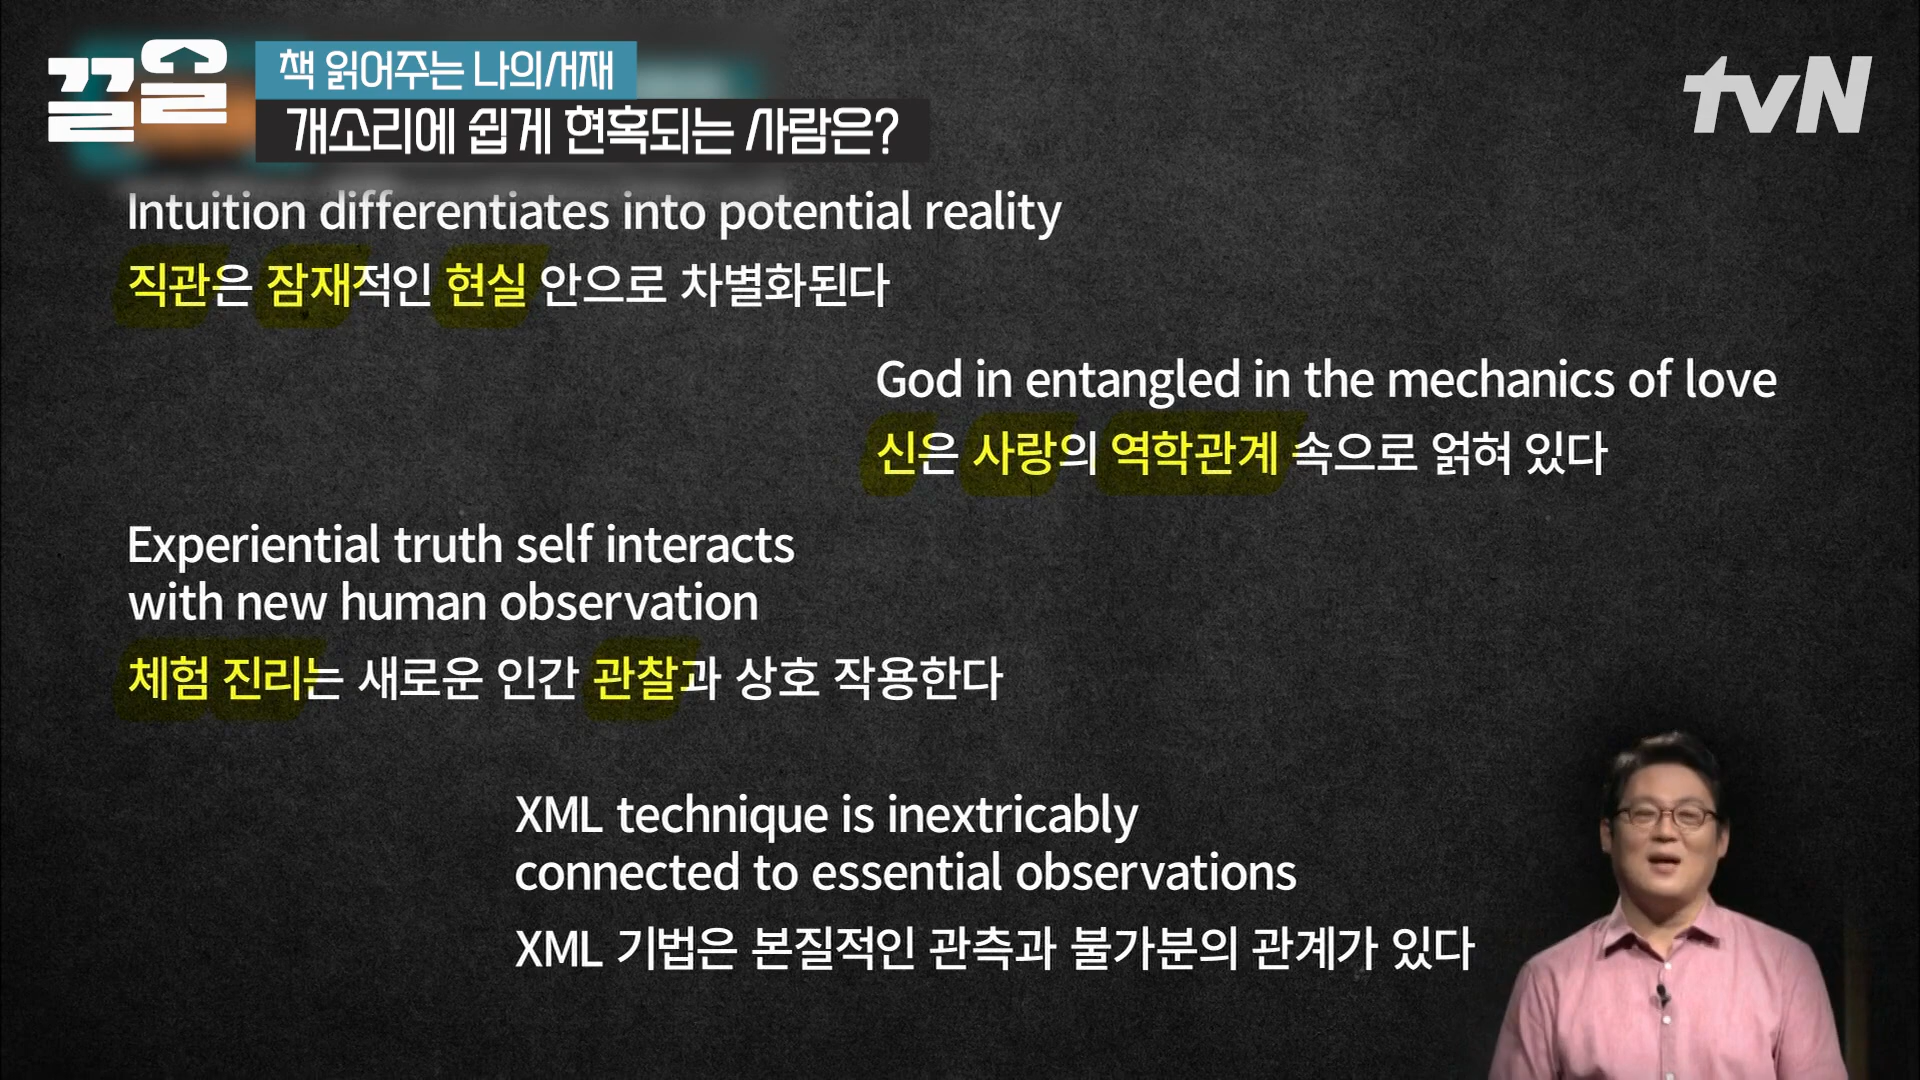 끌올
책 읽어주는 나의서재
개소리에 쉽게 현혹되는 사람은?
tvN
Intuition differentiates into potential reality
직관은 잠재적인 현실 안으로 차별화된다
God in entangled in the mechanics of love
신은 사랑의 역학관계 속으로 얽혀 있다
Experiential truth self interacts
with new human observation
체험 진리는 새로운 인간 관찰과 상호 작용한다
XML technique is inextricably
connected to essential observations
XML 기법은 본질적인 관측과 불가분의 관계가 있다